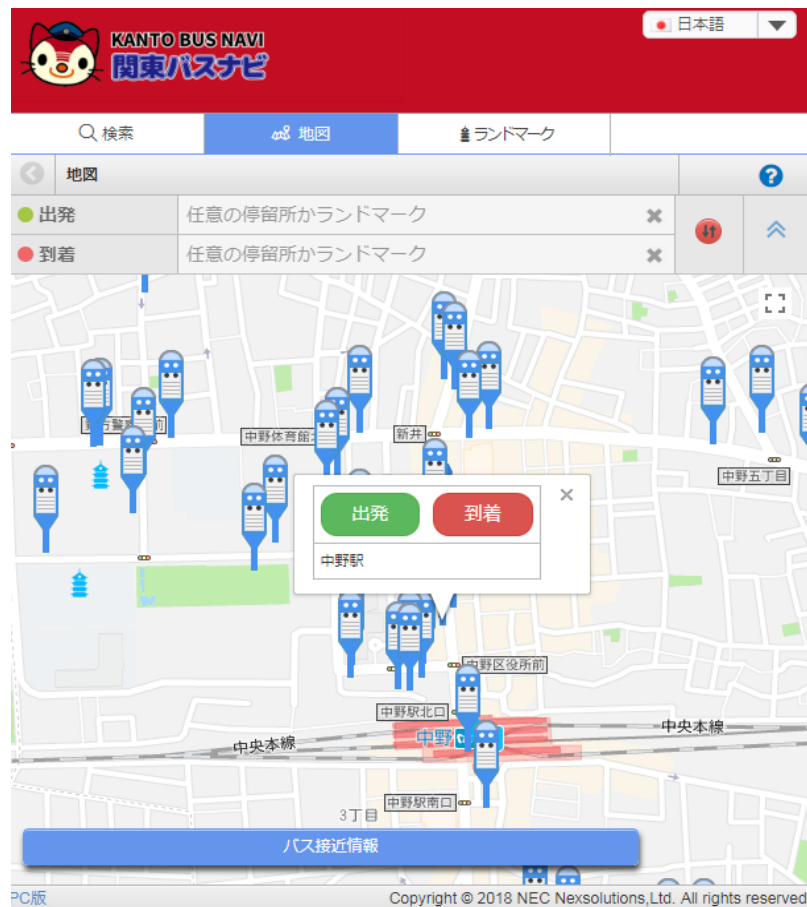 日本語
KANTO BUS NAVI
関東バスナビ
検索
地図
ランドマーク
地図
?
出発
任意の停留所かランドマーク
到着
任意の停留所かランドマーク
中野体育館
新井
中野五丁目
出発
到着
中野駅
中野区役所前
中野駅北口
中央本線
中野
中央本線
中野駅南口
3丁目
バス接近情報
PC版
Copyright © 2018 NEC Nexsolutions,Ltd. All rights reserved